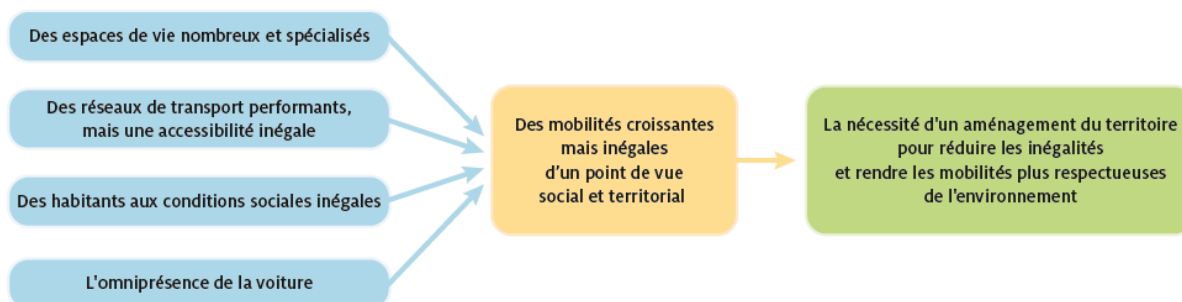 Des espaces de vie nombreux et spécialisés
Des réseaux de transport performants,
mais une accessibilité inégale
Des habitants aux conditions sociales inégales
L'omniprésence de la voiture
Des mobilités croissantes
mais inégales
d'un point de vue
social et territorial
La nécessité d'un aménagement du territoire
pour réduire les inégalités
et rendre les mobilités plus respectueuses
de l'environnement